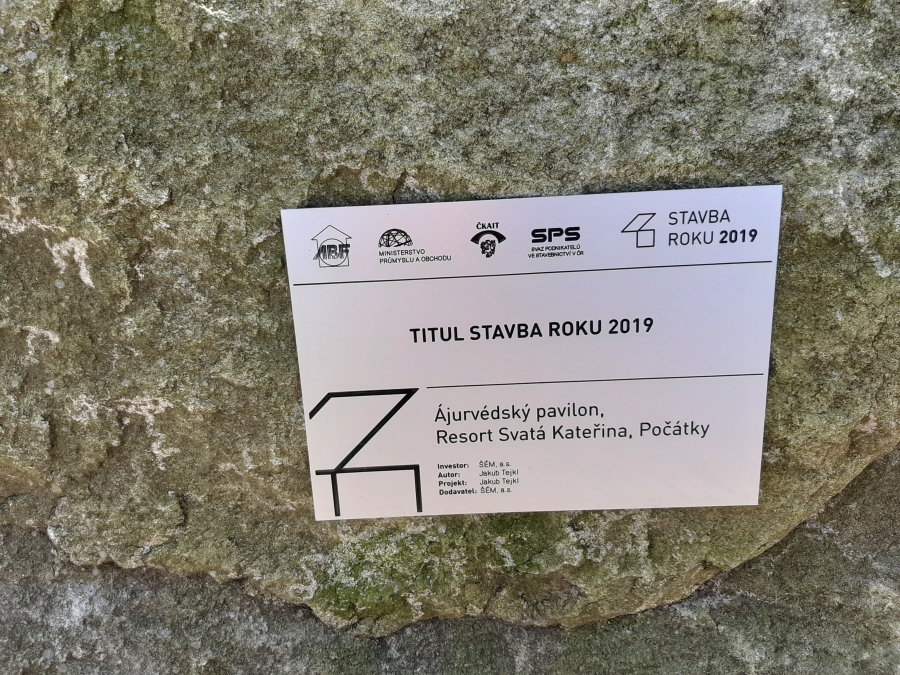 ABF
MINISTERSTVO
PRŮMYSLU A OBCHODU
ČKAIT
SPS
SVAZ PODNIKATELŮ
VE STAVEBNICTVÍ V ČR
STAVBA
ROKU 2019
TITUL STAVBA ROKU 2019
Ájurvédský pavilon,
Resort Svatá Kateřina, Počátky
Investor: ŠÉM, a.s.
Autor: Jakub Tejkl
Projekt: Jakub Tejkl
Dodavatel: ŠÉM, a.s.